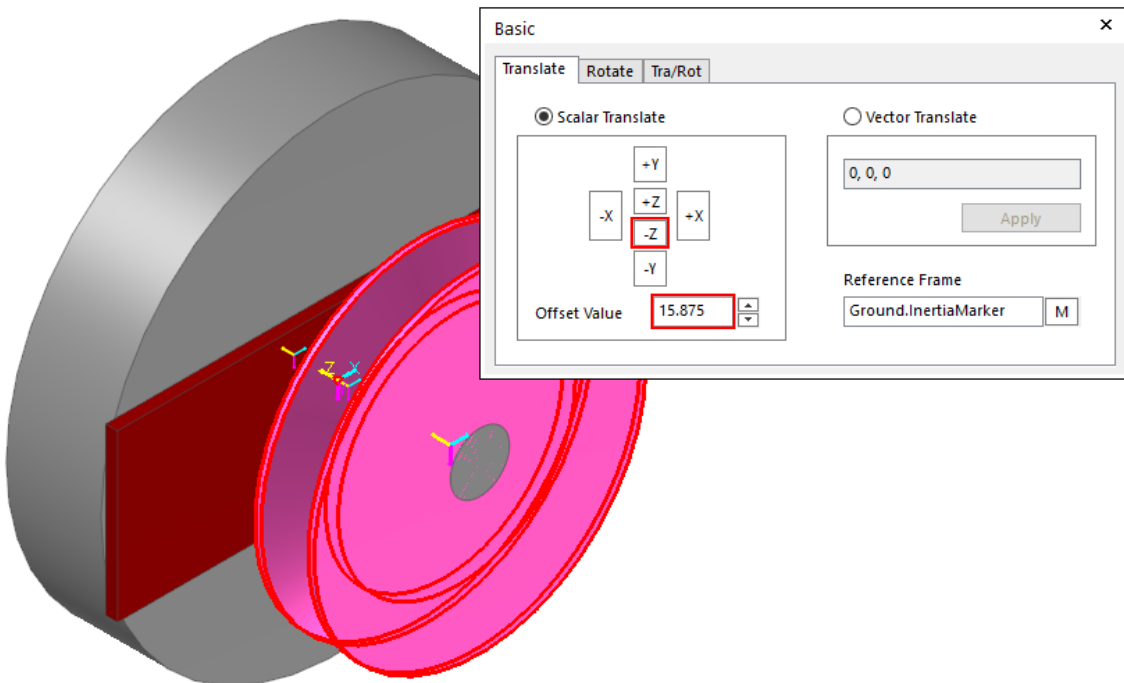 Basic
Translate Rotate Tra/Rot
Scalar Translate
Vector Translate
+Y
-X
+Z
+X
-Z
-Y
Offset Value 15.875
0, 0, 0
Apply
Reference Frame
Ground.InertiaMarker M
Z X